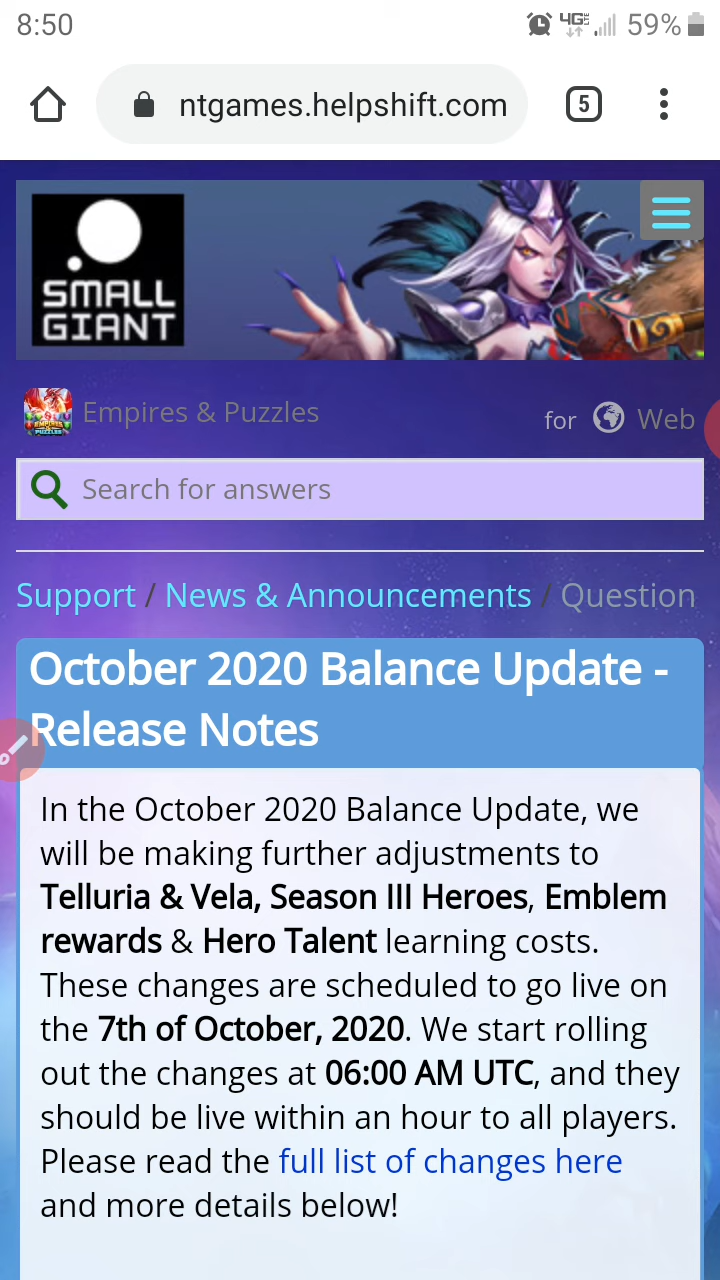 8:50
4G LTE
59%
ntgames.helpshift.com
5
SMALL
GIANT
Empires & Puzzles
for Web
Search for answers
Support / News & Announcements / Question
October 2020 Balance Update -
Release Notes
In the October 2020 Balance Update, we
will be making further adjustments to
Telluria & Vela, Season III Heroes, Emblem
rewards & Hero Talent learning costs.
These changes are scheduled to go live on
the 7th of October, 2020. We start rolling
out the changes at 06:00 AM UTC, and they
should be live within an hour to all players.
Please read the full list of changes here
and more details below!